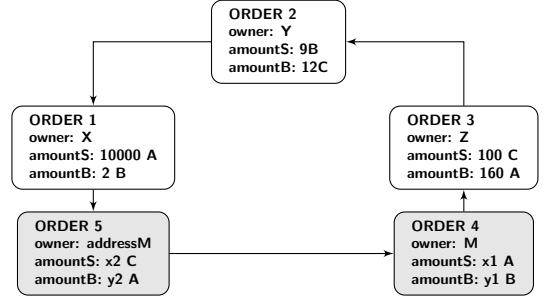 ORDER 2
owner: Y
amountS: 9B
amountB: 12C
ORDER 1
owner: X
amountS: 10000 A
amountB: 2 B
ORDER 3
owner: Z
amountS: 100 C
amountB: 160 A
ORDER 5
owner: addressM
amountS: x2 C
amountB: y2 A
ORDER 4
owner: M
amountS: x1 A
amountB: y1 B